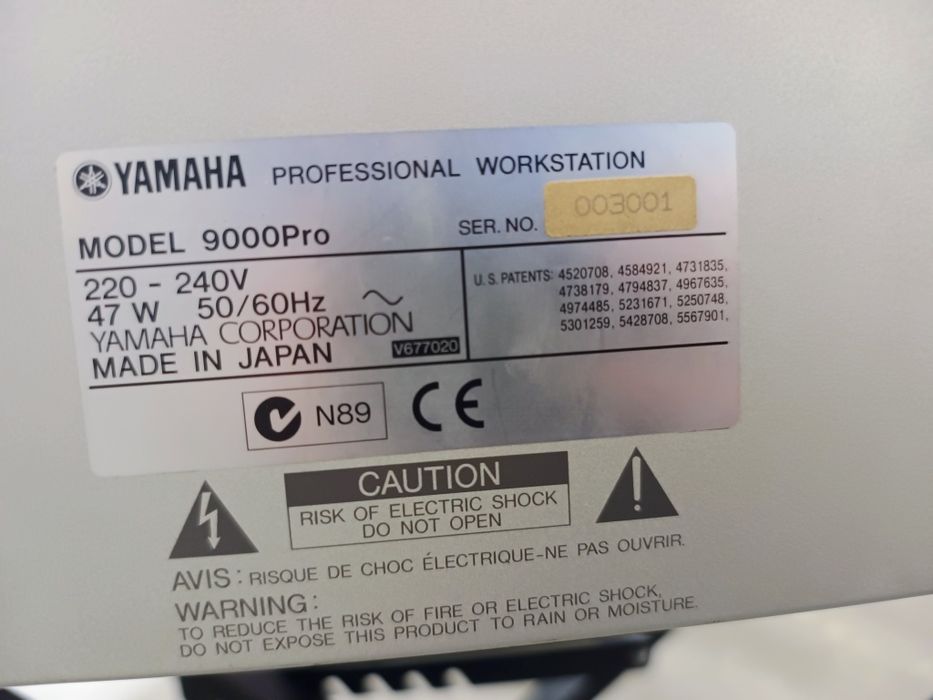 YAMAHA PROFESSIONAL WORKSTATION
MODEL 9000Pro
SER. NO. 003001
220 - 240V
47 W 50/60Hz
YAMAHA CORPORATION
MADE IN JAPAN
V677020
U.S. PATENTS: 4520708, 4584921, 4731835,
4738179, 4794837, 4967635,
4974485, 5231671, 5250748,
5301259, 5428708, 5567901,
N89
CE
CAUTION
RISK OF ELECTRIC SHOCK
DO NOT OPEN
AVIS : RISQUE DE CHOC ÉLECTRIQUE-NE PAS OUVRIR.
WARNING :
TO REDUCE THE RISK OF FIRE OR ELECTRIC SHOCK,
DO NOT EXPOSE THIS PRODUCT TO RAIN OR MOISTURE.